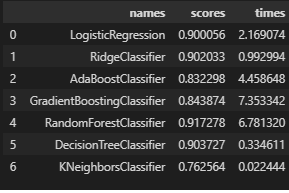 names scores times
0 LogisticRegression 0.900056 2.169074
1 RidgeClassifier 0.902033 0.992994
2 AdaBoostClassifier 0.832298 4.458648
3 GradientBoostingClassifier 0.843874 7.353342
4 RandomForestClassifier 0.917278 6.781320
5 DecisionTreeClassifier 0.903727 0.334611
6 KNeighborsClassifier 0.762564 0.022444